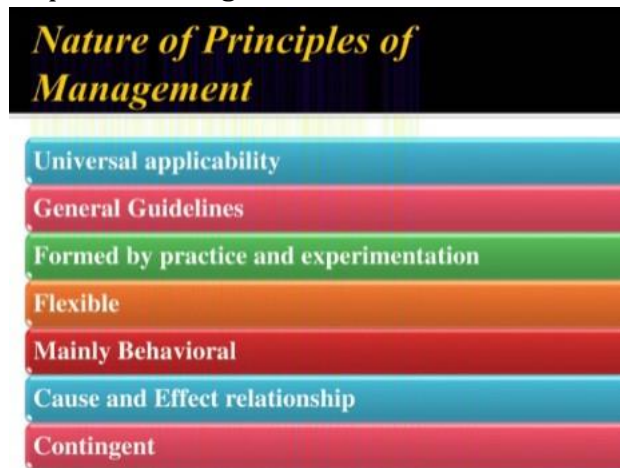 Nature of Principles of
Management
Universal applicability
General Guidelines
Formed by practice and experimentation
Flexible
Mainly Behavioral
Cause and Effect relationship
Contingent